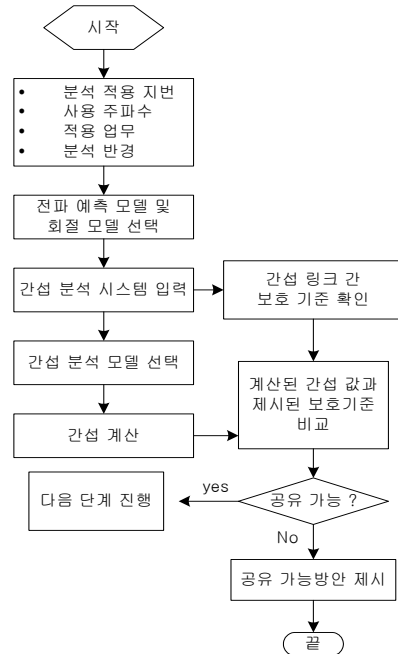 시작
• 분석 적용 지번
• 사용 주파수
• 적용 업무
• 분석 반경
전파 예측 모델 및
회절 모델 선택
간섭 분석 시스템 입력
간섭 링크 간
보호 기준 확인
간섭 분석 모델 선택
계산된 간섭 값과
제시된 보호기준
비교
간섭 계산
다음 단계 진행
yes
공유 가능 ?
No
공유 가능방안 제시
끝